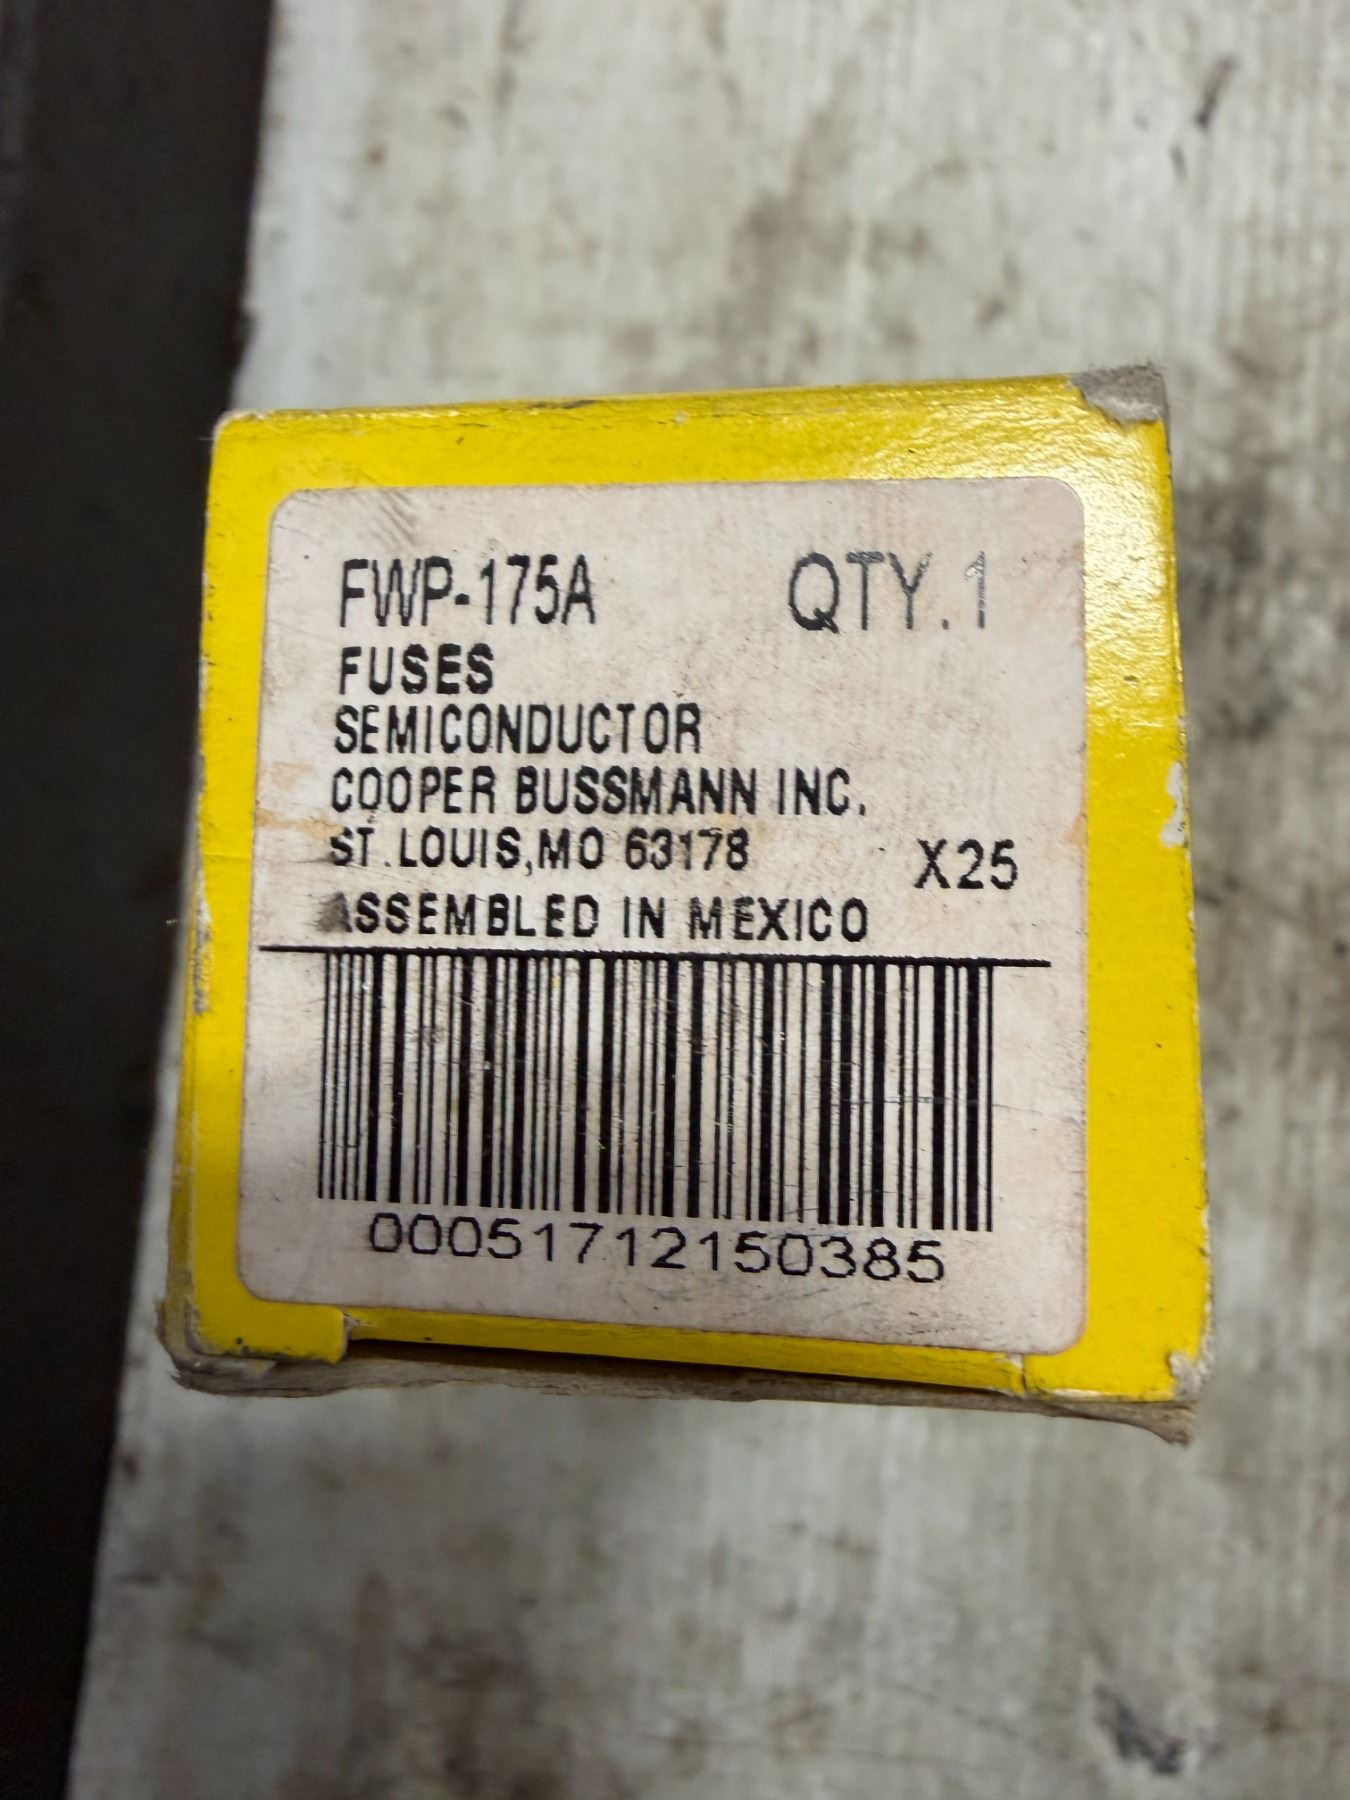 FWP-175A QTY.1
FUSES
SEMICONDUCTOR
COOPER BUSSMANN INC.
ST.LOUIS,MO 63178 X25
ASSEMBLED IN MEXICO
00051712150385